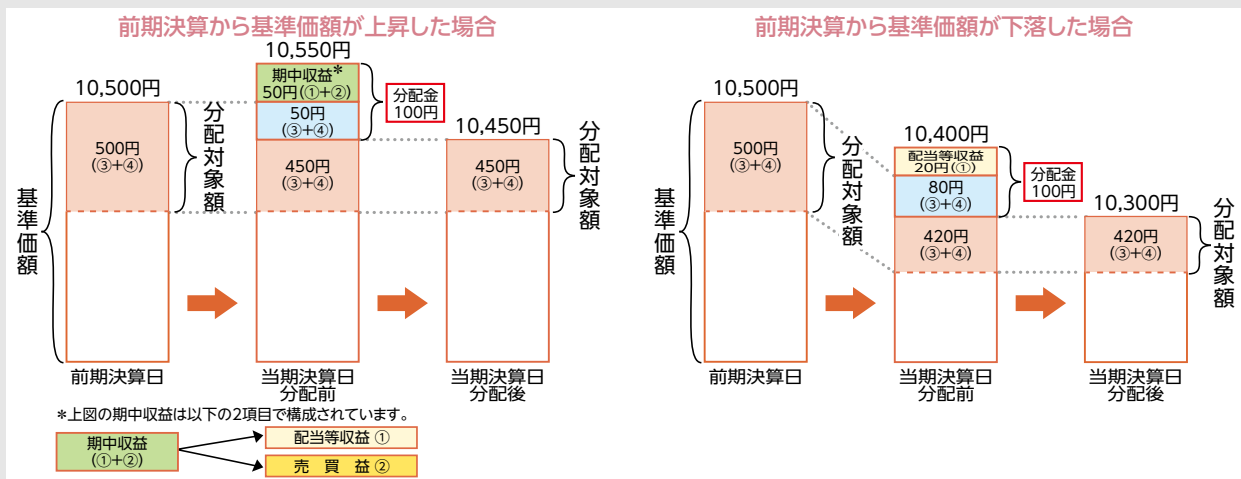 前期決算から基準価額が上昇した場合
10,550円
10,500円
期中収益*
50円(①+②)
分配金
100円
50円
(③+④)
10,450円
500円
(③+④)
450円
(③+④)
450円
(③+④)
基準価額
分配対象額
分配対象額
前期決算日
当期決算日
分配前
当期決算日
分配後
*上図の期中収益は以下の2項目で構成されています。
期中収益
(①+②)
配当等収益 ①
売 買 益 ②
前期決算から基準価額が下落した場合
10,500円
10,400円
配当等収益
20円(①)
分配金
100円
80円
(③+④)
10,300円
500円
(③+④)
420円
(③+④)
420円
(③+④)
基準価額
分配対象額
分配対象額
前期決算日
当期決算日
分配前
当期決算日
分配後